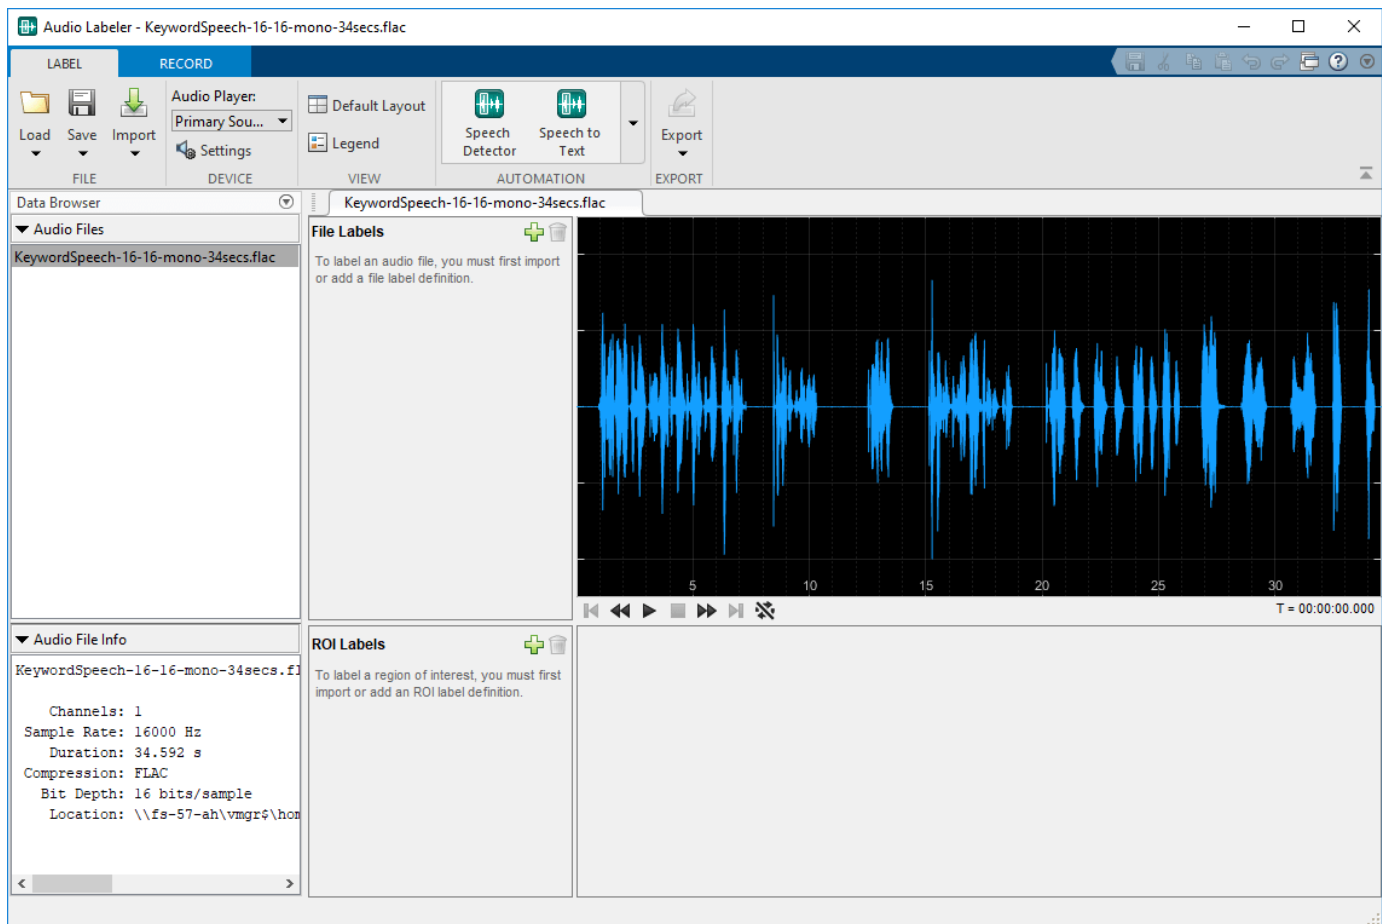 Audio Labeler - KeywordSpeech-16-16-mono-34secs.flac
LABEL RECORD
Load Save Import
FILE
Audio Player:
Primary Sou...
Settings
DEVICE
Default Layout
Legend
VIEW
Speech Detector
Speech to Text
AUTOMATION
Export
EXPORT
Data Browser
Audio Files
KeywordSpeech-16-16-mono-34secs.flac
KeywordSpeech-16-16-mono-34secs.flac
File Labels
To label an audio file, you must first import
or add a file label definition.
5 10 15 20 25 30
T = 00:00:00.000
Audio File Info
KeywordSpeech-16-16-mono-34secs.fl
Channels: 1
Sample Rate: 16000 Hz
Duration: 34.592 s
Compression: FLAC
Bit Depth: 16 bits/sample
Location: \\fs-57-ah\vmgr$\hom
ROI Labels
To label a region of interest, you must first
import or add an ROI label definition.